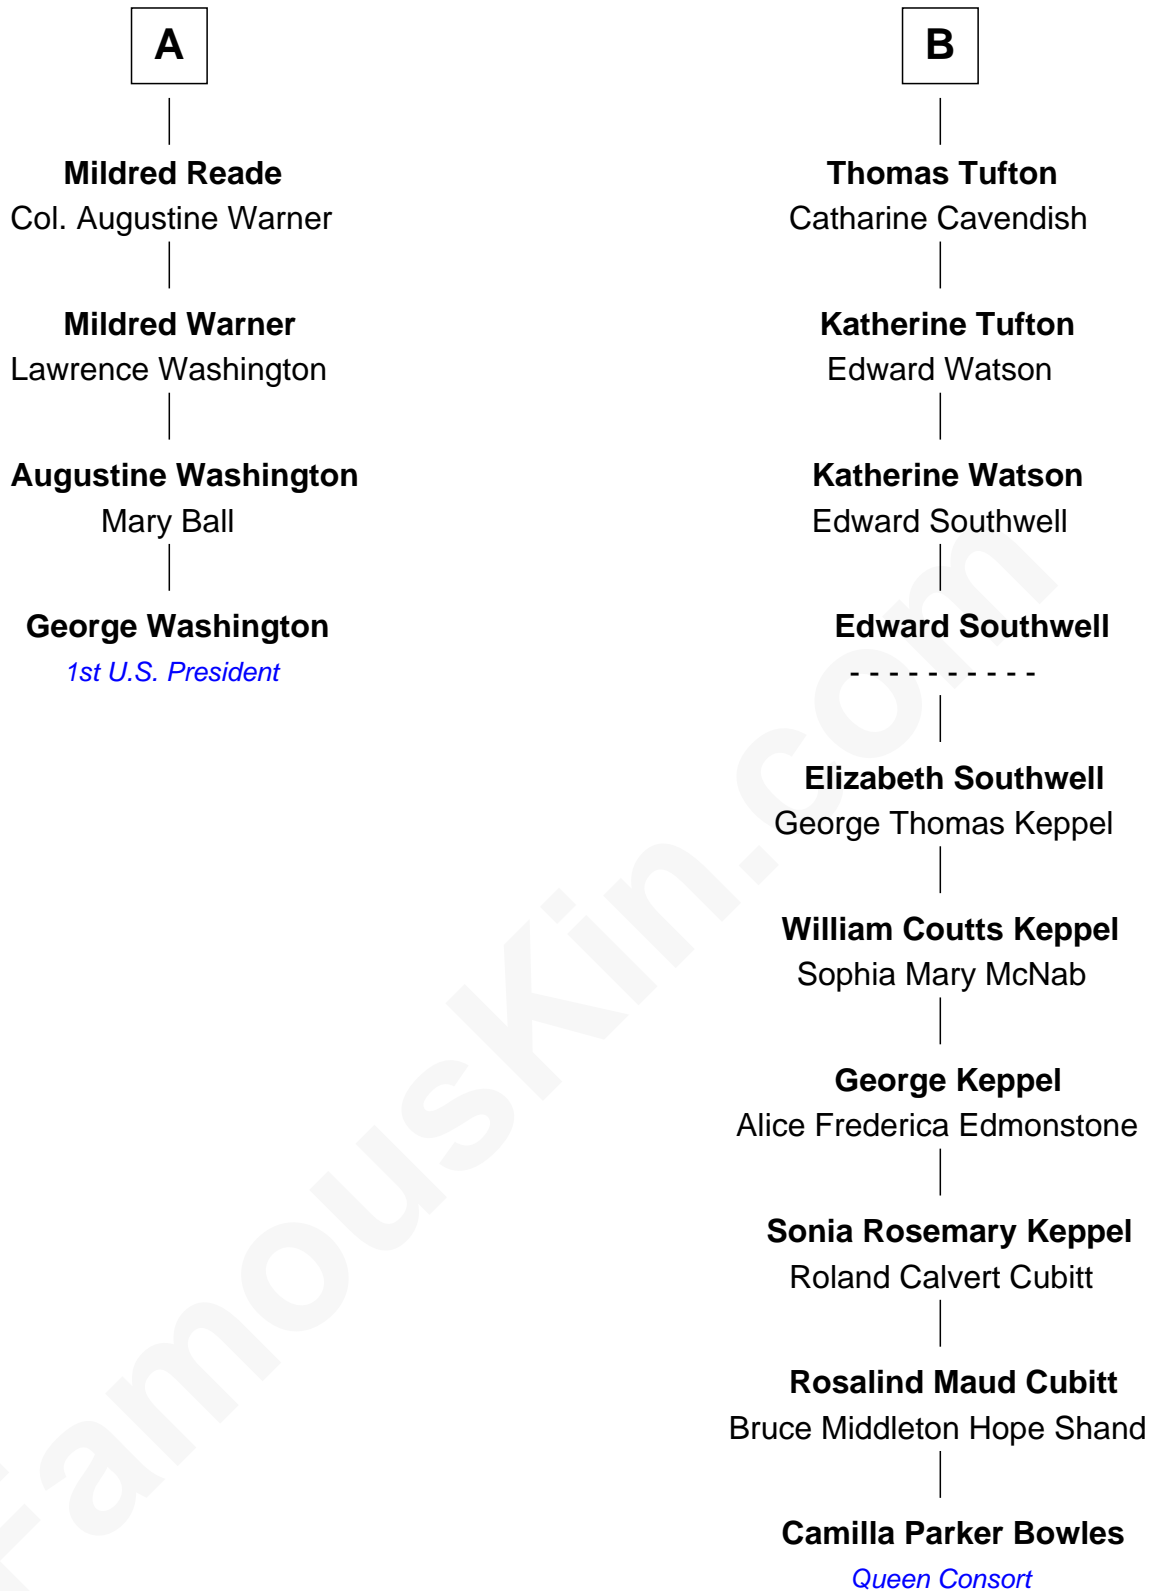 A
Mildred Reade
Col. Augustine Warner
Mildred Warner
Lawrence Washington
Augustine Washington
Mary Ball
George Washington
1st U.S. President
B
Thomas Tufton
Catharine Cavendish
Katherine Tufton
Edward Watson
Katherine Watson
Edward Southwell
Edward Southwell
- - - - - - - - - -
Elizabeth Southwell
George Thomas Keppel
William Coutts Keppel
Sophia Mary McNab
George Keppel
Alice Frederica Edmonstone
Sonia Rosemary Keppel
Roland Calvert Cubitt
Rosalind Maud Cubitt
Bruce Middleton Hope Shand
Camilla Parker Bowles
Queen Consort
FamousKin.com